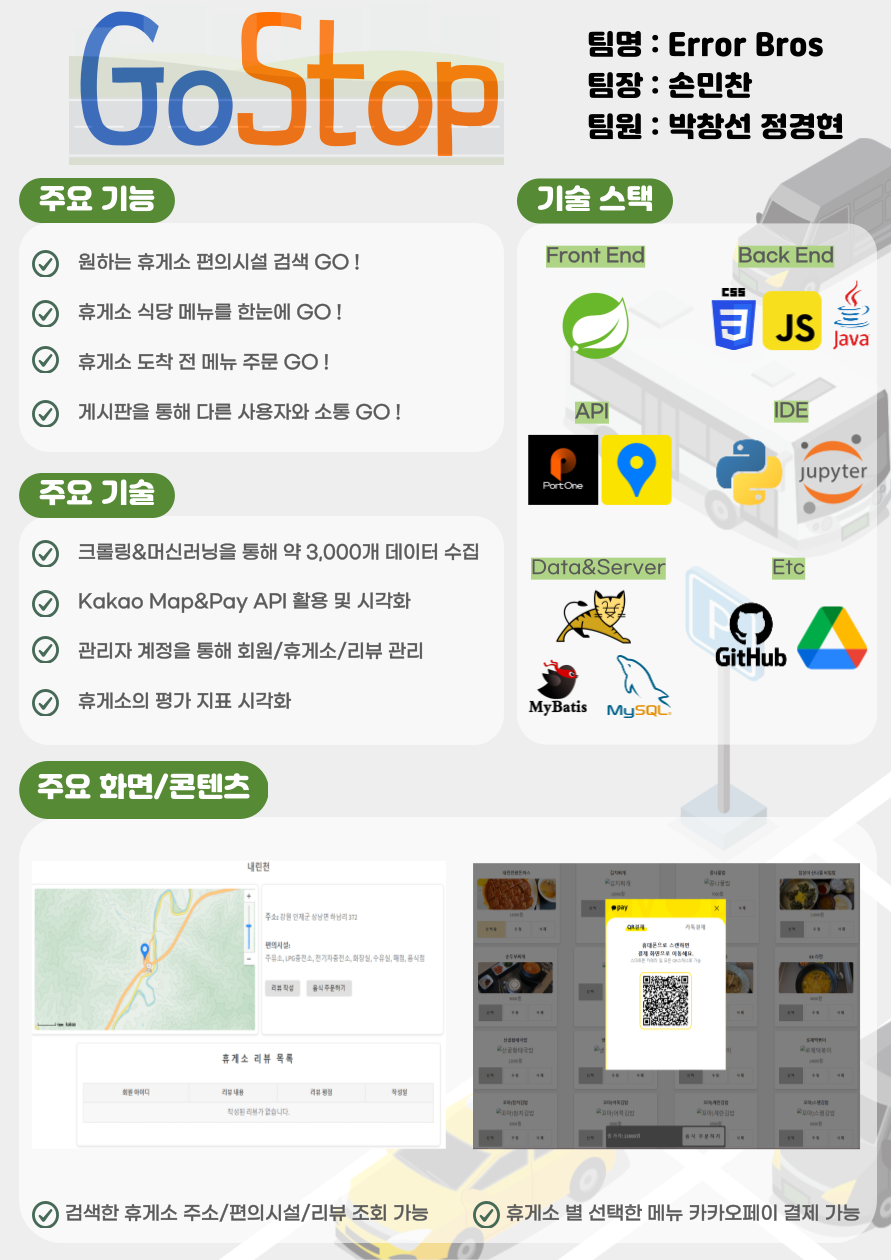 GoStop
팀명 : Error Bros
팀장 : 손민찬
팀원 : 박창선 정경현
주요 기능
원하는 휴게소 편의시설 검색 GO !
휴게소 식당 메뉴를 한눈에 GO !
휴게소 도착 전 메뉴 주문 GO !
게시판을 통해 다른 사용자와 소통 GO !
주요 기술
크롤링&머신러닝을 통해 약 3,000개 데이터 수집
Kakao Map&Pay API 활용 및 시각화
관리자 계정을 통해 회원/휴게소/리뷰 관리
휴게소의 평가 지표 시각화
기술 스택
Front End
Back End
CSS
JS
Java
API
PortOne
IDE
jupyter
Data&Server
MyBatis
MySQL
Etc
GitHub
주요 화면/콘텐츠
내린천
주소: 강원 인제군 상남면 하남리 372
편의시설:
주유소, LPG충전소, 전기차충전소, 화장실, 수유실, 매점, 음식점
리뷰 작성 음식 주문하기
휴게소 리뷰 목록
회원 아이디 리뷰 내용 리뷰 평점 작성일
작성된 리뷰가 없습니다.
pay
QR결제 카톡결제
휴대폰으로 스캔하면
결제 화면으로 이동해요.
음식 주문하기
검색한 휴게소 주소/편의시설/리뷰 조회 가능
휴게소 별 선택한 메뉴 카카오페이 결제 가능